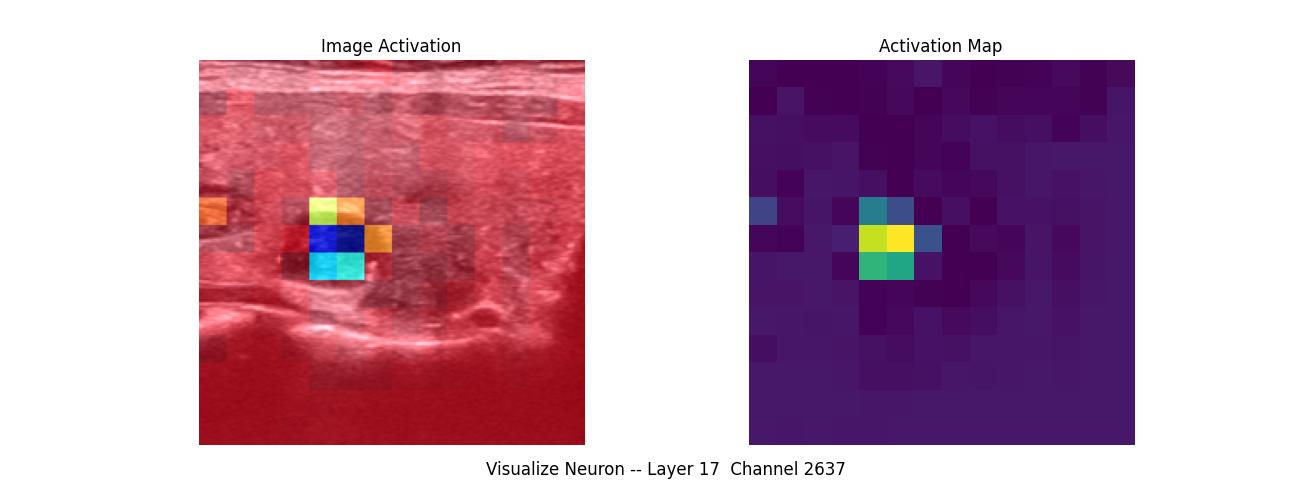 Image Activation
Activation Map
Visualize Neuron -- Layer 17  Channel 2637